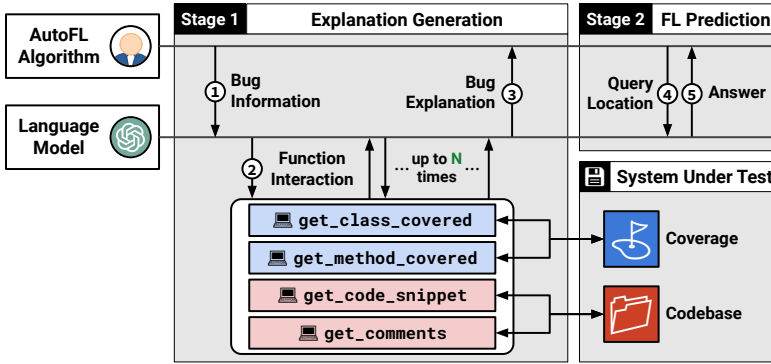 Stage 1 Explanation Generation
Stage 2 FL Prediction
AutoFL
Algorithm
Language
Model
1 Bug
Information
Bug
Explanation 3
Query
Location 4
5 Answer
2 Function
Interaction
... up to N ...
times
get_class_covered
get_method_covered
get_code_snippet
get_comments
System Under Test
Coverage
Codebase